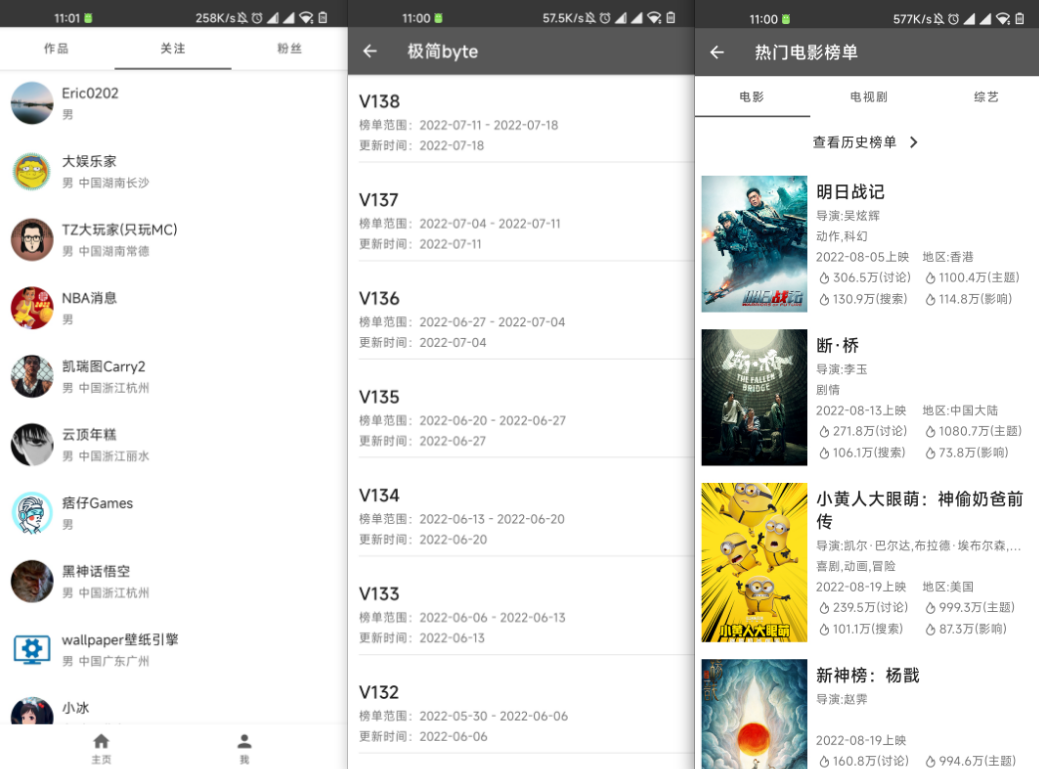 11:01
258K/s
作品
关注
粉丝
Eric0202
男
大娱乐家
男 中国湖南长沙
TZ大玩家(只玩MC)
男 中国湖南常德
NBA消息
男
凯瑞图Carry2
男 中国浙江杭州
云顶年糕
男 中国浙江丽水
痞仔Games
男
黑神话悟空
男 中国浙江杭州
wallpaper壁纸引擎
男 中国广东广州
小冰
主页
我
11:00
57.5K/s
极简byte
V138
榜单范围：2022-07-11 - 2022-07-18
更新时间：2022-07-18
V137
榜单范围：2022-07-04 - 2022-07-11
更新时间：2022-07-11
V136
榜单范围：2022-06-27 - 2022-07-04
更新时间：2022-07-04
V135
榜单范围：2022-06-20 - 2022-06-27
更新时间：2022-06-27
V134
榜单范围：2022-06-13 - 2022-06-20
更新时间：2022-06-20
V133
榜单范围：2022-06-06 - 2022-06-13
更新时间：2022-06-13
V132
榜单范围：2022-05-30 - 2022-06-06
更新时间：2022-06-06
11:00
577K/s
热门电影榜单
电影
电视剧
综艺
查看历史榜单
明日战记
明日战记
导演:吴炫辉
动作,科幻
2022-08-05上映 地区:香港
306.5万(讨论) 1100.4万(主题)
130.9万(搜索) 114.8万(影响)
断·桥
THE FALLEN
BRIDGE
断·桥
导演:李玉
剧情
2022-08-13上映 地区:中国大陆
271.8万(讨论) 1080.7万(主题)
106.1万(搜索) 73.8万(影响)
小黄人大眼萌
小黄人大眼萌：神偷奶爸前
传
导演:凯尔·巴尔达,布拉德·埃布尔森,...
喜剧,动画,冒险
2022-08-19上映 地区:美国
239.5万(讨论) 999.3万(主题)
101.1万(搜索) 87.3万(影响)
新神榜：杨戬
导演:赵霁
2022-08-19上映
160.8万(讨论) 994.6万(主题)